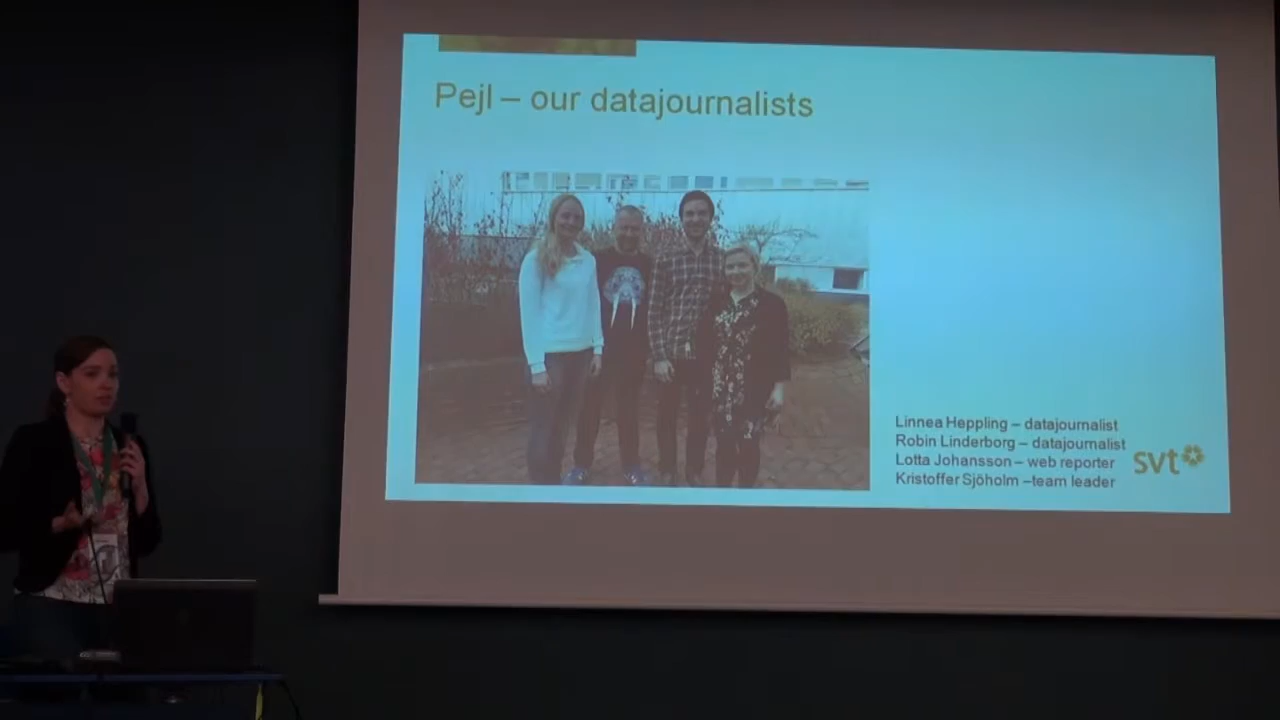 Pejl – our datajournalists
Linnea Heppling – datajournalist
Robin Linderborg – datajournalist
Lotta Johansson – web reporter
Kristoffer Sjöholm –team leader
svt